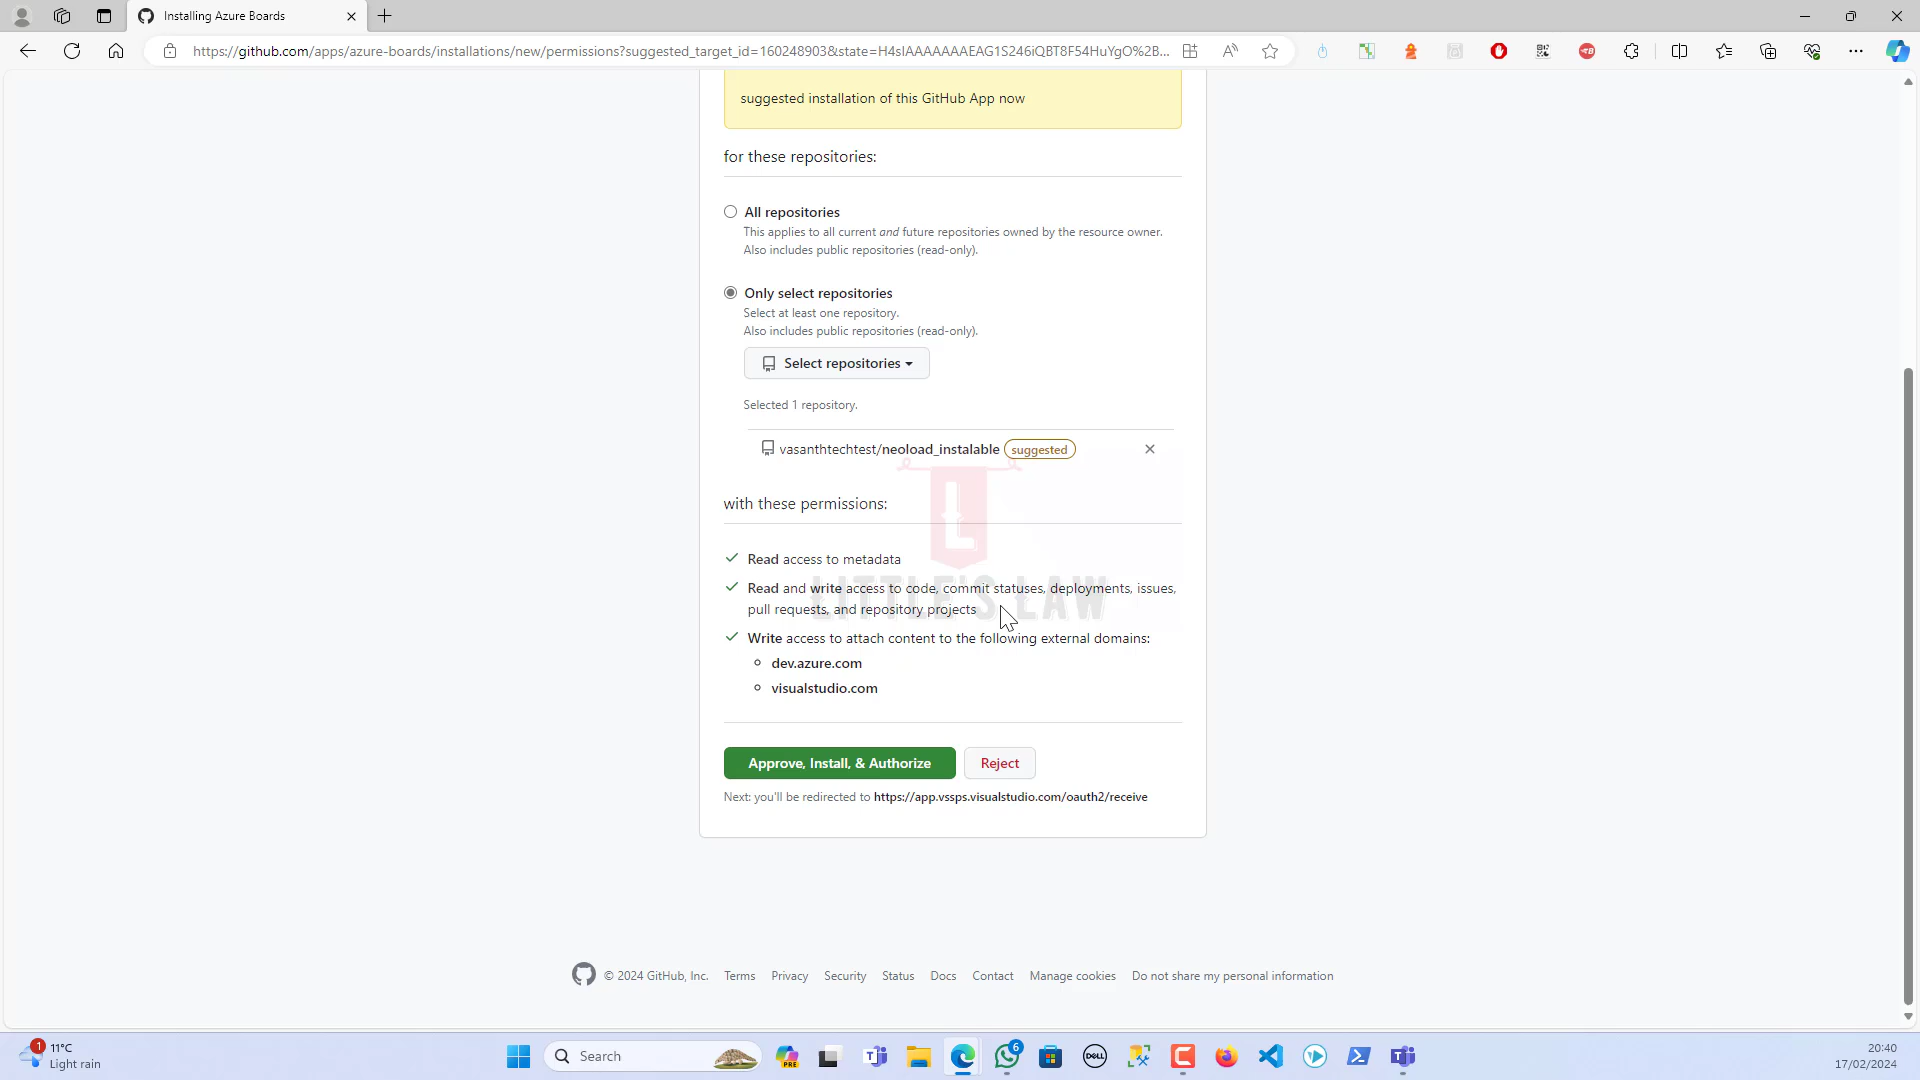 Installing Azure Boards
https://github.com/apps/azure-boards/installations/new/permissions?suggested_target_id=160248903&state=H4sIAAAAAAAEAG1S246iQBT8F54HuYgO%2B...
suggested installation of this GitHub App now
for these repositories:
All repositories
This applies to all current and future repositories owned by the resource owner.
Also includes public repositories (read-only).
Only select repositories
Select at least one repository.
Also includes public repositories (read-only).
Select repositories
Selected 1 repository.
vasanthtechtest/neoload_instalable suggested
with these permissions:
Read access to metadata
Read and write access to code, commit statuses, deployments, issues,
pull requests, and repository projects
Write access to attach content to the following external domains:
dev.azure.com
visualstudio.com
L
LITTLE'S LAW
Approve, Install, & Authorize
Reject
Next: you'll be redirected to https://app.vssps.visualstudio.com/oauth2/receive
© 2024 GitHub, Inc. Terms Privacy Security Status Docs Contact Manage cookies Do not share my personal information
1
11°C
Light rain
Search
PRE
6
DELL
20:40
17/02/2024